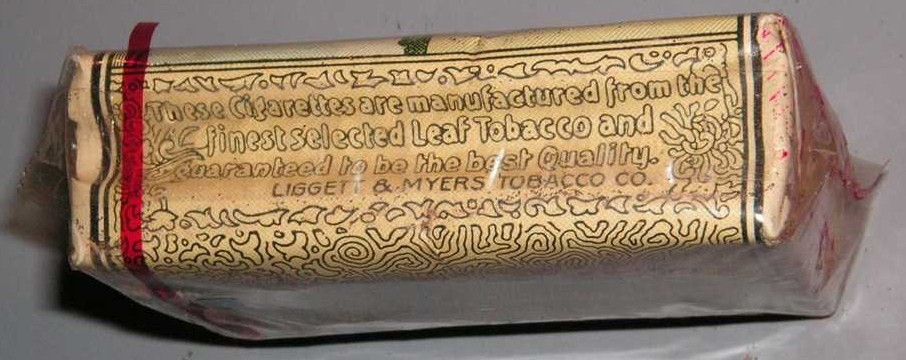 These Cigarettes are manufactured from the
finest selected Leaf Tobacco and
Guaranteed to be the best Quality.
LIGGETT & MYERS TOBACCO CO.